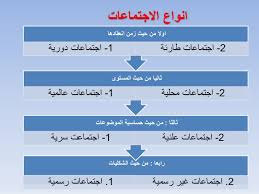 انواع الاجتماعات
اولا من حيث زمن انعقادها
1- اجتماعات دورية
2- اجتماعات طارئة
ثانيا من حيث المستوى
1- اجتماعات عالمية
2- اجتماعات محلية
ثالثا : من حيث حساسية الموضوعات
1- اجتماعت سرية
2- اجتماعات علنية
رابعا : من حيث الشكليات
1. اجتماعات رسمية
2. اجتماعات غير رسمية